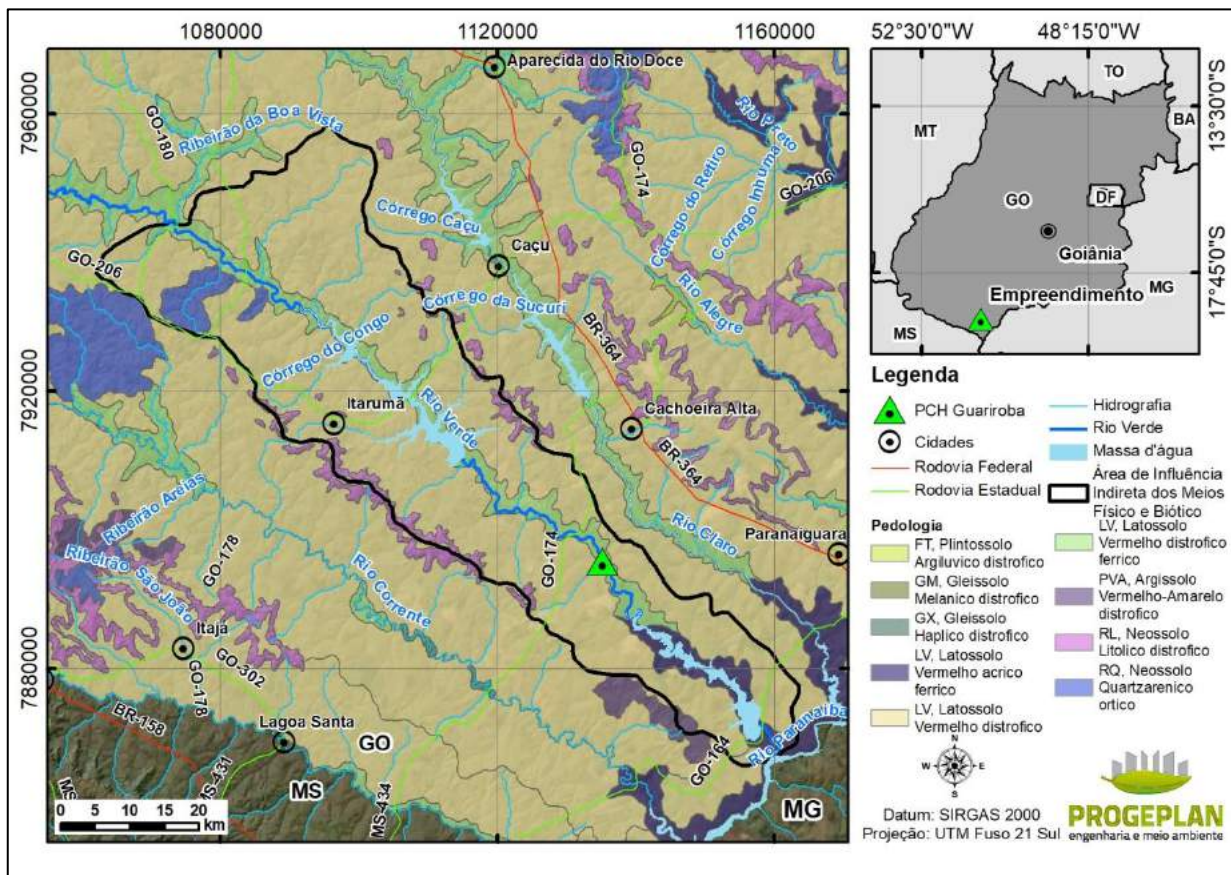 1080000
1120000
1160000
7960000
7920000
7880000
Aparecida do Rio Doce
Ribeirão da Boa Vista
GO-180
GO-174
Rio Preto
GO-206
Córrego do Retiro
Córrego Inhuma
Córrego Caçu
Caçu
GO-206
Rio Alegre
Córrego da Sucuri
Córrego do Congo
BR-364
Itarumã
Rio Verde
Cachoeira Alta
BR-364
Ribeirão Areias
GO-178
Rio Claro
Paranaiguara
GO-174
Ribeirão São João
Rio Corrente
Itajá
GO-302
GO-178
Rio Paranaíba
BR-158
Lagoa Santa
GO
GO-164
MS-431
MS
MS
MS-434
MG
0 5 10 15 20
km
52°30'0"W
48°15'0"W
13°30'0"S
17°45'0"S
TO
MT
BA
GO
DF
Goiânia
Empreendimento
MG
MS
Legenda
PCH Guariroba
Cidades
Rodovia Federal
Rodovia Estadual
Hidrografia
Rio Verde
Massa d'água
Área de Influência
Indireta dos Meios
Físico e Biótico
Pedologia
FT, Plintossolo
Argiluvico distrofico
GM, Gleissolo
Melanico distrofico
GX, Gleissolo
Haplico distrofico
LV, Latossolo
Vermelho acrico
ferrico
LV, Latossolo
Vermelho distrofico
LV, Latossolo
Vermelho distrofico
ferrico
PVA, Argissolo
Vermelho-Amarelo
distrofico
RL, Neossolo
Litolico distrofico
RQ, Neossolo
Quartzarenico
ortico
N
W E
S
Datum: SIRGAS 2000
Projeção: UTM Fuso 21 Sul
PROGEPLAN
engenharia e meio ambiente